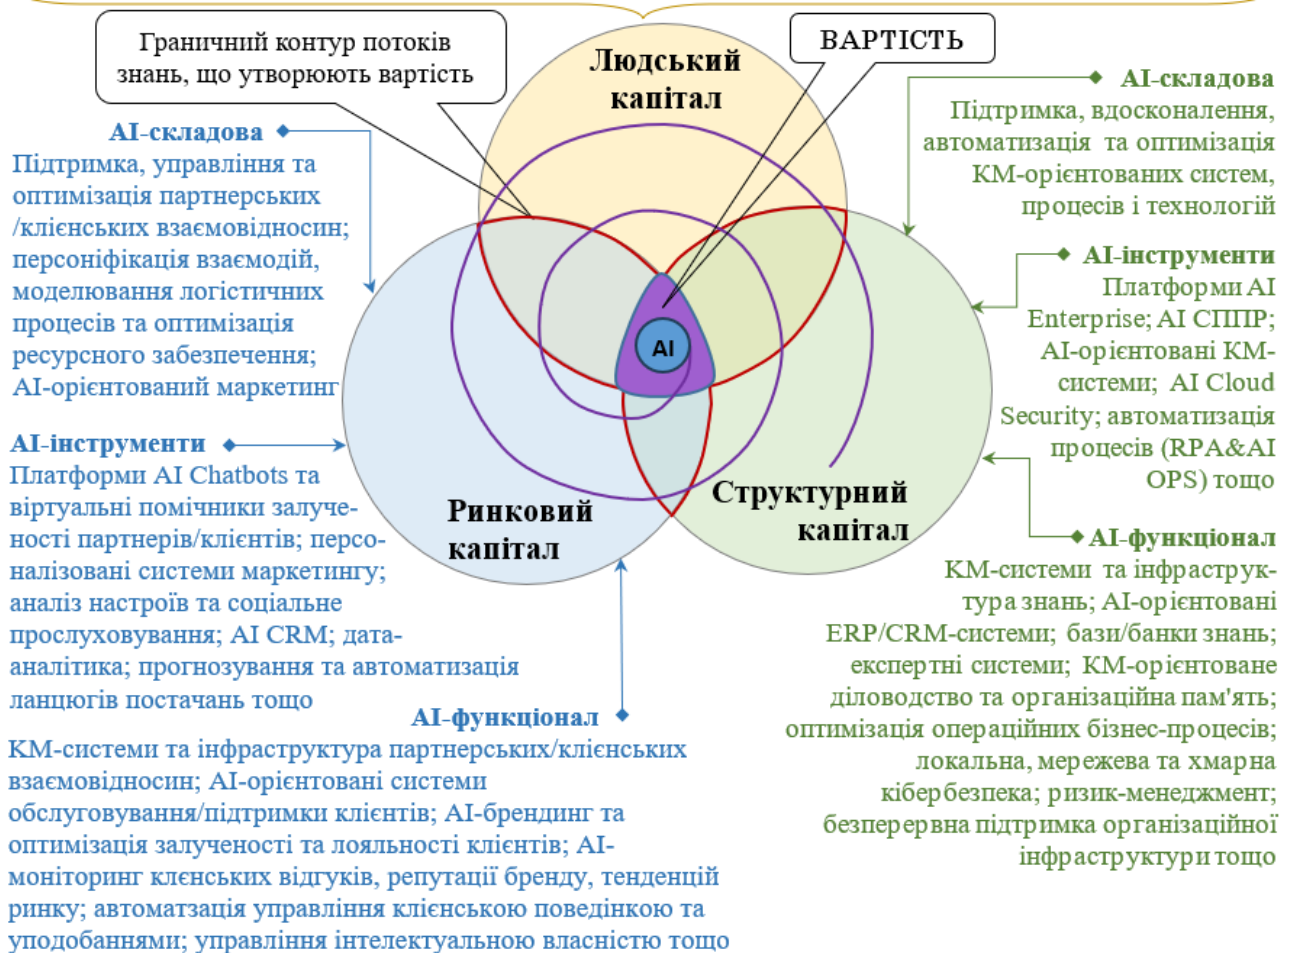 Граничний контур потоків
знань, що утворюють вартість
ВАРТІСТЬ
Людський
капітал
AI-складова
Підтримка, управління та
оптимізація партнерських
/клієнських взаємовідносин;
персоніфікація взаємодій,
моделювання логістичних
процесів та оптимізація
ресурсного забезпечення;
AI-орієнтований маркетинг
AI-інструменти
Платформи AI Chatbots та
віртуальні помічники залуче-
ності партнерів/клієнтів; персо-
налізовані системи маркетингу;
аналіз настроїв та соціальне
прослуховування; AI CRM; дата-
аналітика; прогнозування та автоматизація
ланцюгів постачань тощо
AI-функціонал
КМ-системи та інфраструктура партнерських/клієнських
взаємовідносин; AI-орієнтовані системи
обслуговування/підтримки клієнтів; AI-брендинг та
оптимізація залученості та лояльності клієнтів; AI-
моніторинг клєнських відгуків, репутації бренду, тенденцій
ринку; автоматзація управління клієнською поведінкою та
уподобаннями; управління інтелектуальною власністю тощо
AI
Ринковий
капітал
Структурний
капітал
AI-складова
Підтримка, вдосконалення,
автоматизація та оптимізація
КМ-орієнтованих систем,
процесів і технологій
AI-інструменти
Платформи AI
Enterprise; AI СППР;
AI-орієнтовані КМ-
системи; AI Cloud
Security; автоматизація
процесів (RPA&AI
OPS) тощо
AI-функціонал
КМ-системи та інфраструк-
тура знань; AI-орієнтовані
ERP/CRM-системи; бази/банки знань;
експертні системи; КМ-орієнтоване
діловодство та організаційна пам'ять;
оптимізація операційних бізнес-процесів;
локальна, мережева та хмарна
кібербезпека; ризик-менеджмент;
безперервна підтримка організаційної
інфраструктури тощо